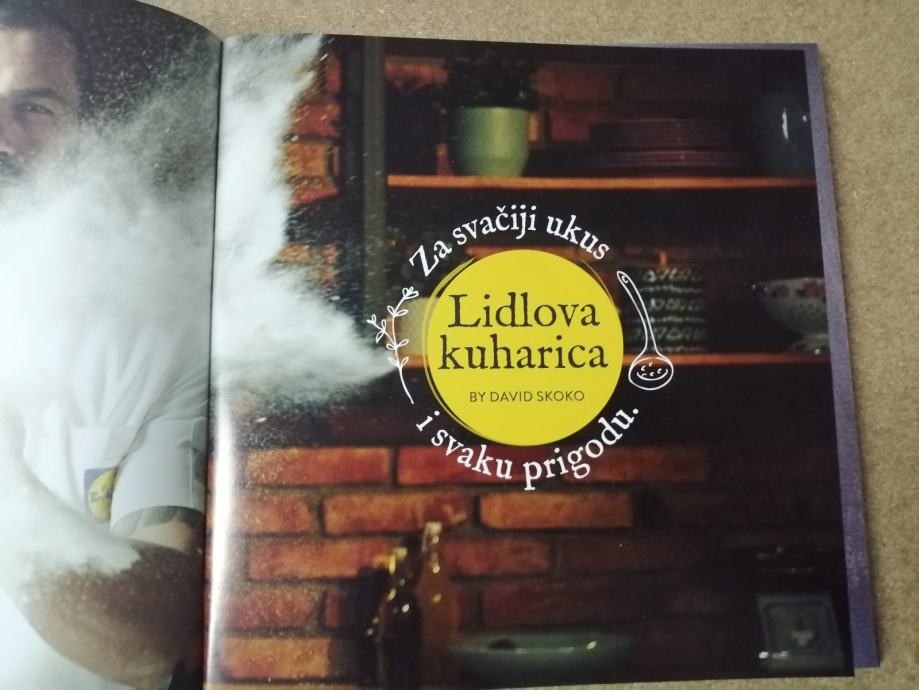 Za svačiji ukus
Lidlova
kuharica
BY DAVID SKOKO
i svaku prigodu.